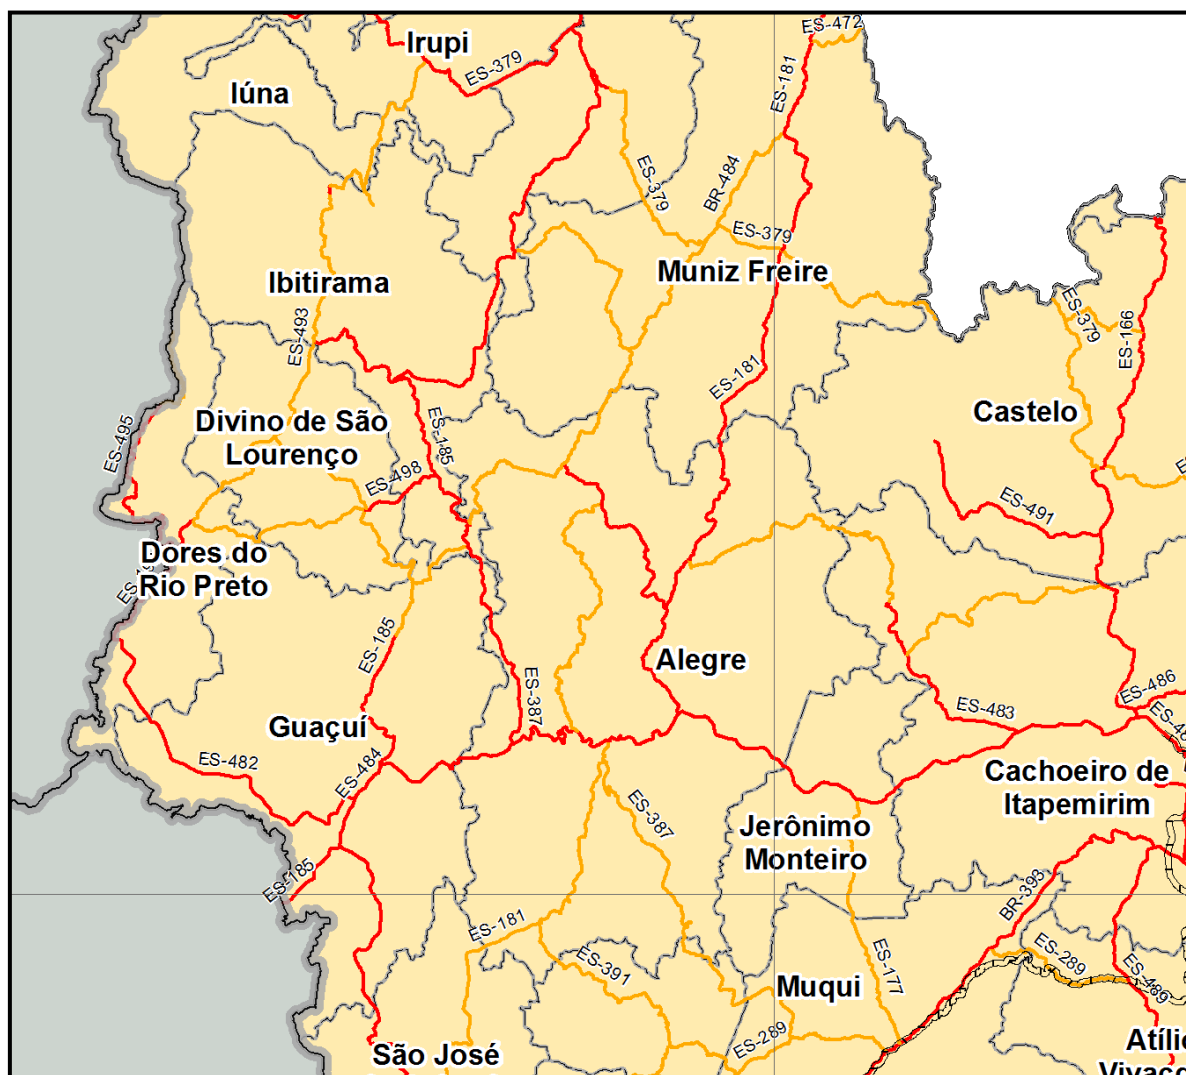 ES-472
Irupi
ES-379
ES-181
Iúna
ES-379
BR-484
ES-379
Muniz Freire
Ibitirama
ES-493
ES-379
ES-166
ES-181
Castelo
Divino de São
Lourenço
ES-495
ES-185
ES-498
ES-491
Dores do
Rio Preto
ES-185
Alegre
ES-387
ES-486
ES-483
Guaçuí
ES-482
ES-484
Cachoeiro de
Itapemirim
ES-387
Jerônimo
Monteiro
ES-185
BR-393
ES-181
ES-391
ES-177
ES-289
ES-489
Muqui
ES-289
São José